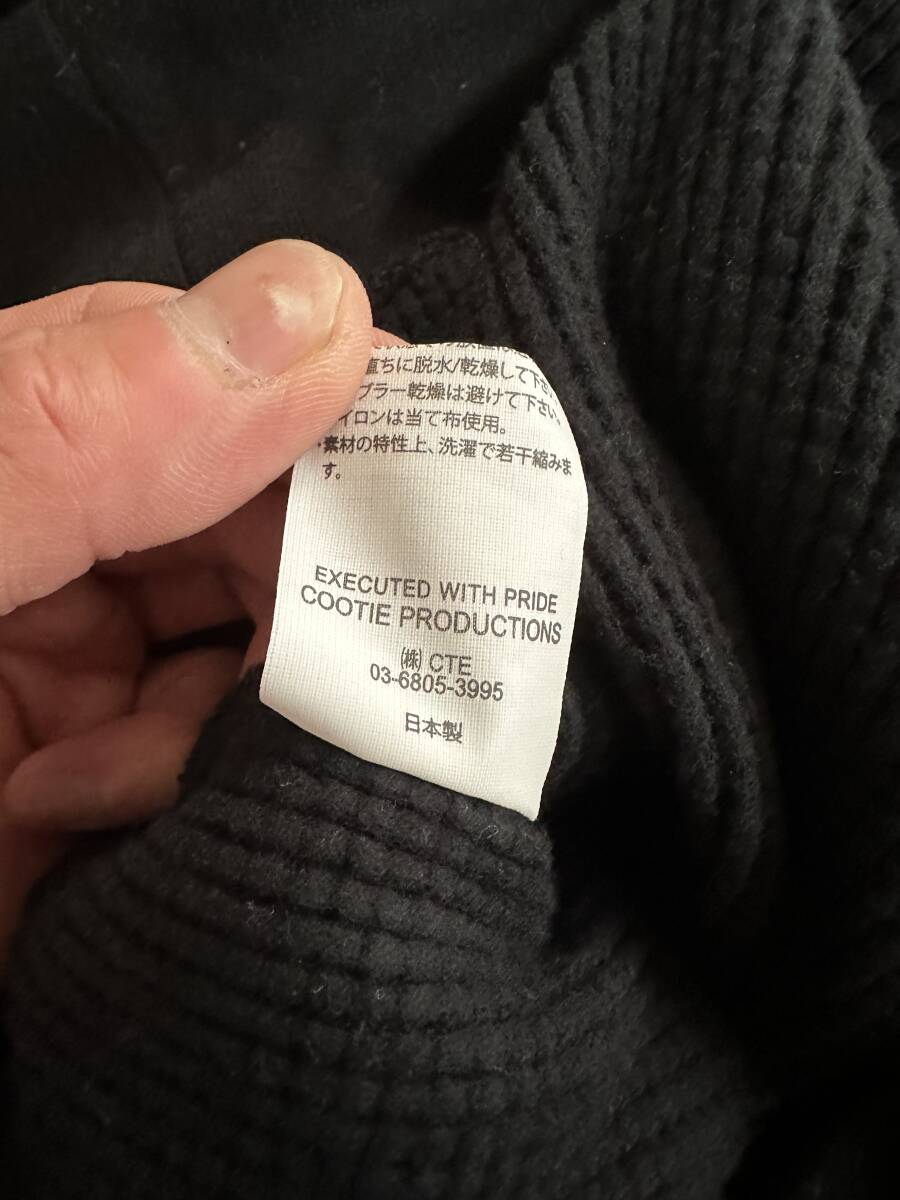 直ちに脱水/乾燥して下さ
ブラー乾燥は避けて下さい。
イロンは当て布使用。
・素材の特性上、洗濯で若干縮みま
す。
EXECUTED WITH PRIDE
COOTIE PRODUCTIONS
㈱ CTE
03-6805-3995
日本製